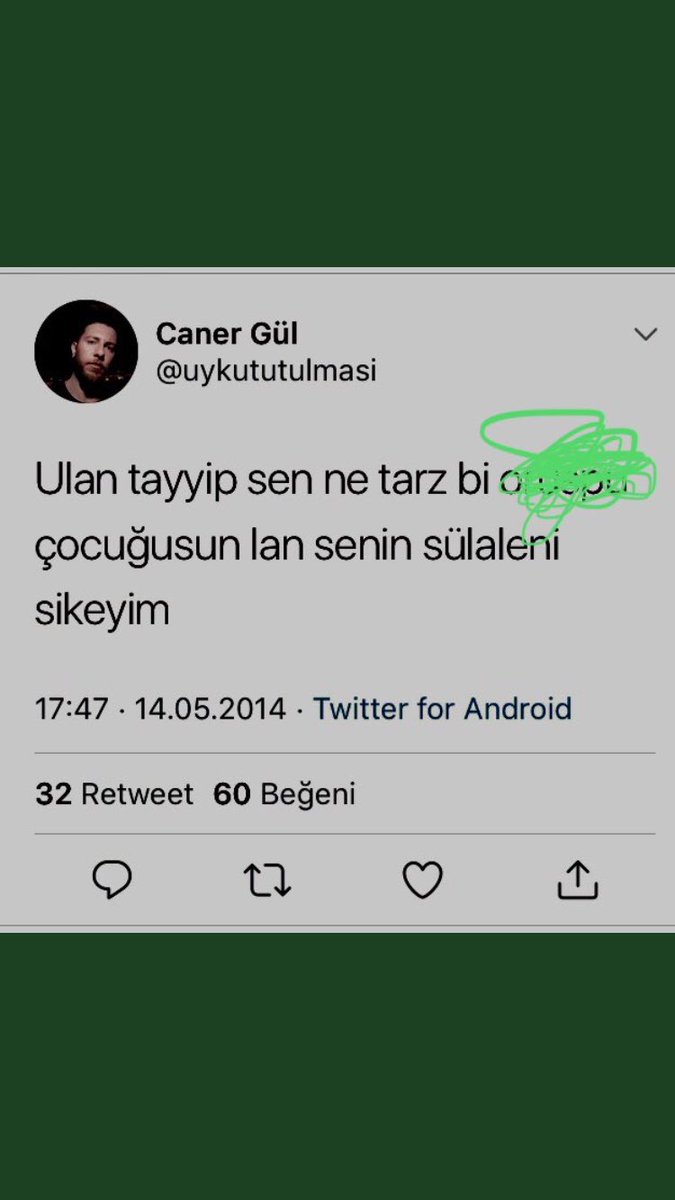 Caner Gül
@uykututulmasi
Ulan tayyip sen ne tarz bi
çocuğusun lan senin sülaleni
sikeyim
17:47 · 14.05.2014 · Twitter for Android
32 Retweet 60 Beğeni